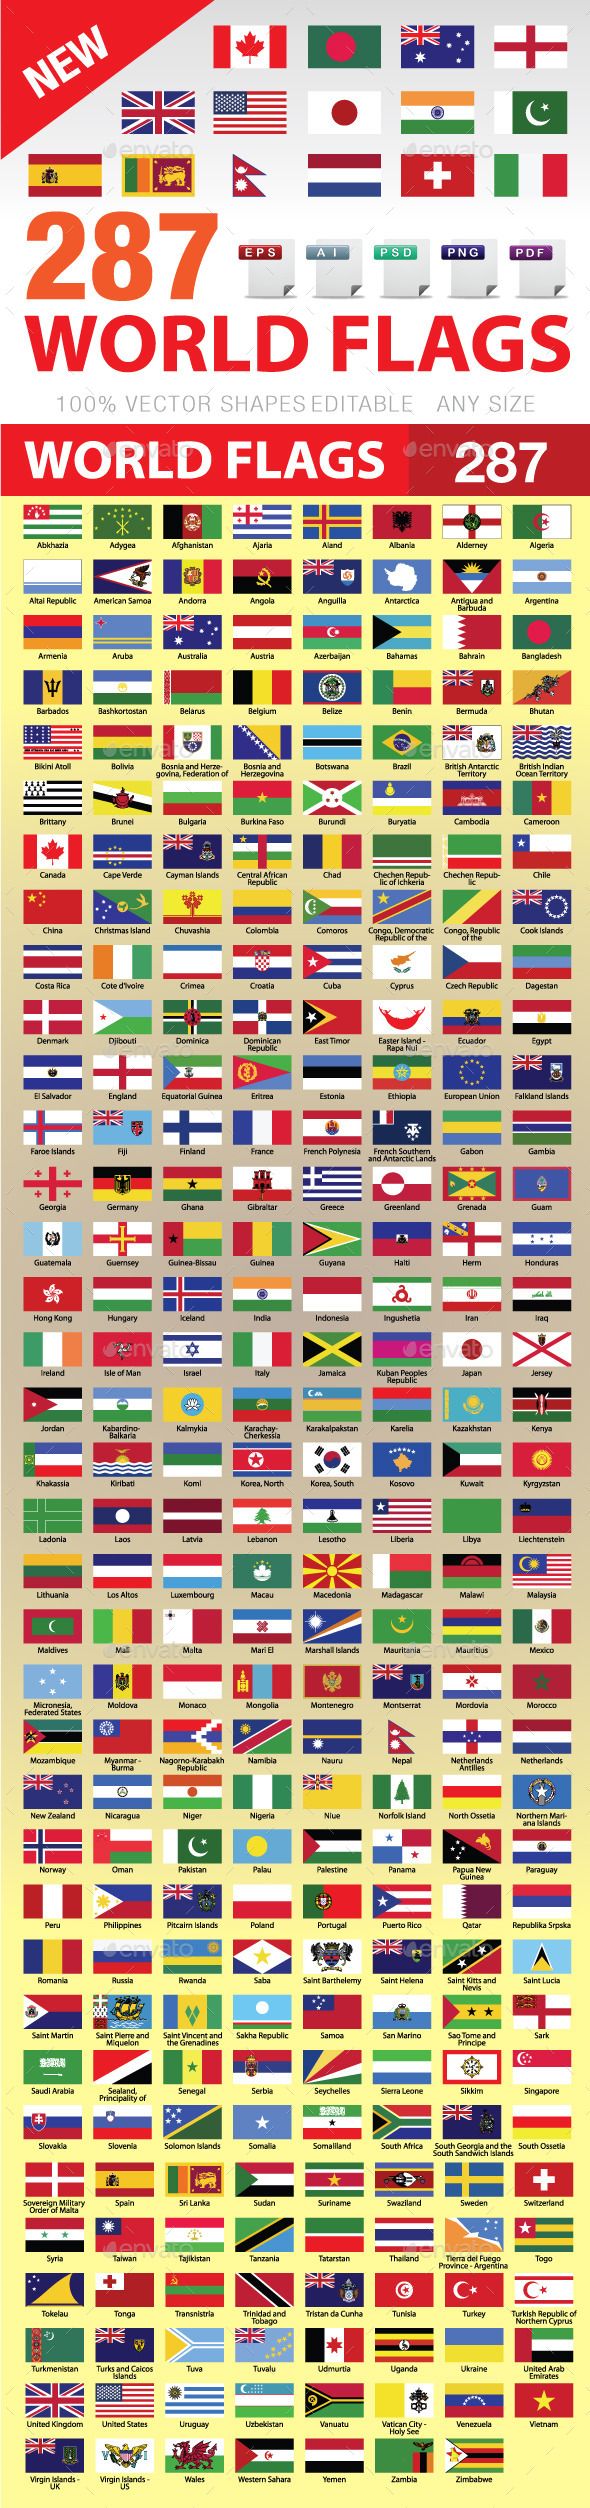 NEW
287
EPS AI PSD PNG PDF
WORLD FLAGS
100% VECTOR SHAPES EDITABLE ANY SIZE
WORLD FLAGS 287
Abkhazia Adygea Afghanistan Ajaria Aland Albania Alderney Algeria
Altai Republic American Samoa Andorra Angola Anguilla Antarctica Antigua and Argentina
Barbuda
Armenia Aruba Australia Austria Azerbaijan Bahamas Bahrain Bangladesh
Barbados Bashkortostan Belarus Belgium Belize Benin Bermuda Bhutan
Bikini Atoll Bolivia Bosnia and Herze- Bosnia and Botswana Brazil British Antarctic British Indian
govina, Federation of Herzegovina Territory Ocean Territory
Brittany Brunei Bulgaria Burkina Faso Burundi Buryatia Cambodia Cameroon
Canada Cape Verde Cayman Islands Central African Chad Chechen Repub- Chechen Repub- Chile
Republic lic of Ichkeria lic
China Christmas Island Chuvashia Colombia Comoros Congo, Democratic Congo, Republic Cook Islands
Republic of the of the
Costa Rica Cote d'Ivoire Crimea Croatia Cuba Cyprus Czech Republic Dagestan
Denmark Djibouti Dominica Dominican East Timor Easter Island - Ecuador Egypt
Republic Rapa Nui
El Salvador England Equatorial Guinea Eritrea Estonia Ethiopia European Union Falkland Islands
Faroe Islands Fiji Finland France French Polynesia French Southern Gabon Gambia
and Antarctic Lands
Georgia Germany Ghana Gibraltar Greece Greenland Grenada Guam
Guatemala Guernsey Guinea-Bissau Guinea Guyana Haiti Herm Honduras
Hong Kong Hungary Iceland India Indonesia Ingushetia Iran Iraq
Ireland Isle of Man Israel Italy Jamaica Kuban Peoples Japan Jersey
Republic
Jordan Kabardino- Kalmykia Karachay- Karakalpakstan Karelia Kazakhstan Kenya
Balkaria Cherkessia
Khakassia Kiribati Komi Korea, North Korea, South Kosovo Kuwait Kyrgyzstan
Ladonia Laos Latvia Lebanon Lesotho Liberia Libya Liechtenstein
Lithuania Los Altos Luxembourg Macau Macedonia Madagascar Malawi Malaysia
Maldives Mali Malta Mari El Marshall Islands Mauritania Mauritius Mexico
Micronesia, Moldova Monaco Mongolia Montenegro Montserrat Mordovia Morocco
Federated States
Mozambique Myanmar - Nagorno-Karabakh Namibia Nauru Nepal Netherlands Netherlands
Burma Republic Antilles
New Zealand Nicaragua Niger Nigeria Niue Norfolk Island North Ossetia Northern Mari-
ana Islands
Norway Oman Pakistan Palau Palestine Panama Papua New Paraguay
Guinea
Peru Philippines Pitcairn Islands Poland Portugal Puerto Rico Qatar Republika Srpska
Romania Russia Rwanda Saba Saint Barthelemy Saint Helena Saint Kitts and Saint Lucia
Nevis
Saint Martin Saint Pierre and Saint Vincent and Sakha Republic Samoa San Marino Sao Tome and Sark
Miquelon the Grenadines Principe
Saudi Arabia Sealand, Senegal Serbia Seychelles Sierra Leone Sikkim Singapore
Principality of
Slovakia Slovenia Solomon Islands Somalia Somaliland South Africa South Georgia and the South Ossetia
South Sandwich Islands
Sovereign Military Spain Sri Lanka Sudan Suriname Swaziland Sweden Switzerland
Order of Malta
Syria Taiwan Tajikistan Tanzania Tatarstan Thailand Tierra del Fuego Togo
Province - Argentina
Tokelau Tonga Transnistria Trinidad and Tristan da Cunha Tunisia Turkey Turkish Republic of
Tobago Northern Cyprus
Turkmenistan Turks and Caicos Tuva Tuvalu Udmurtia Uganda Ukraine United Arab
Islands Emirates
United Kingdom United States Uruguay Uzbekistan Vanuatu Vatican City - Venezuela Vietnam
Holy See
Virgin Islands - Virgin Islands - Wales Western Sahara Yemen Zambia Zimbabwe
UK US